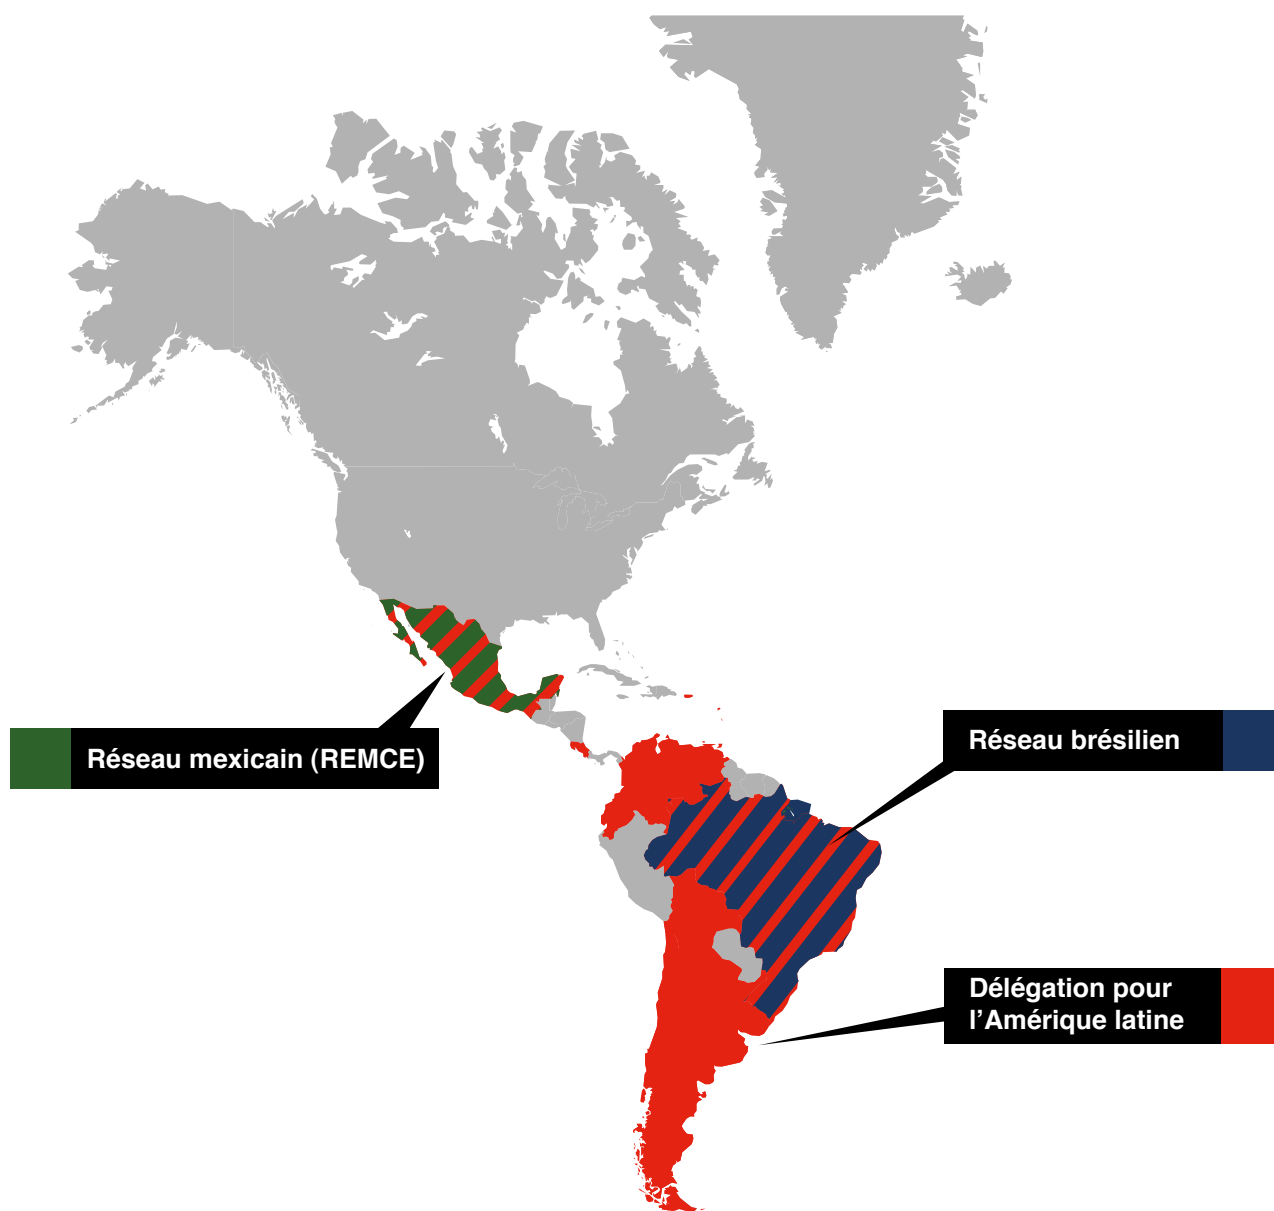 Réseau mexicain (REMCE)
Réseau brésilien
Délégation pour
l’Amérique latine